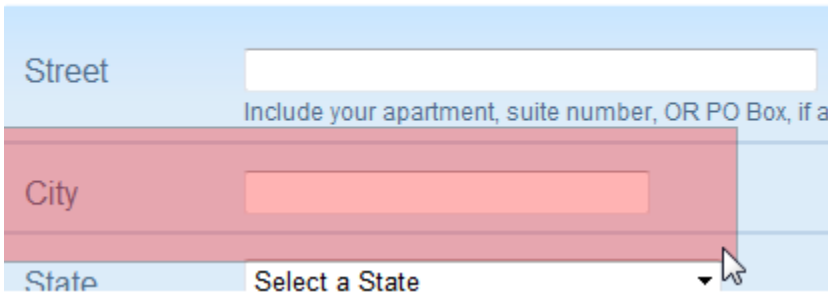 Street
Include your apartment, suite number, OR PO Box, if a
City
State
Select a State